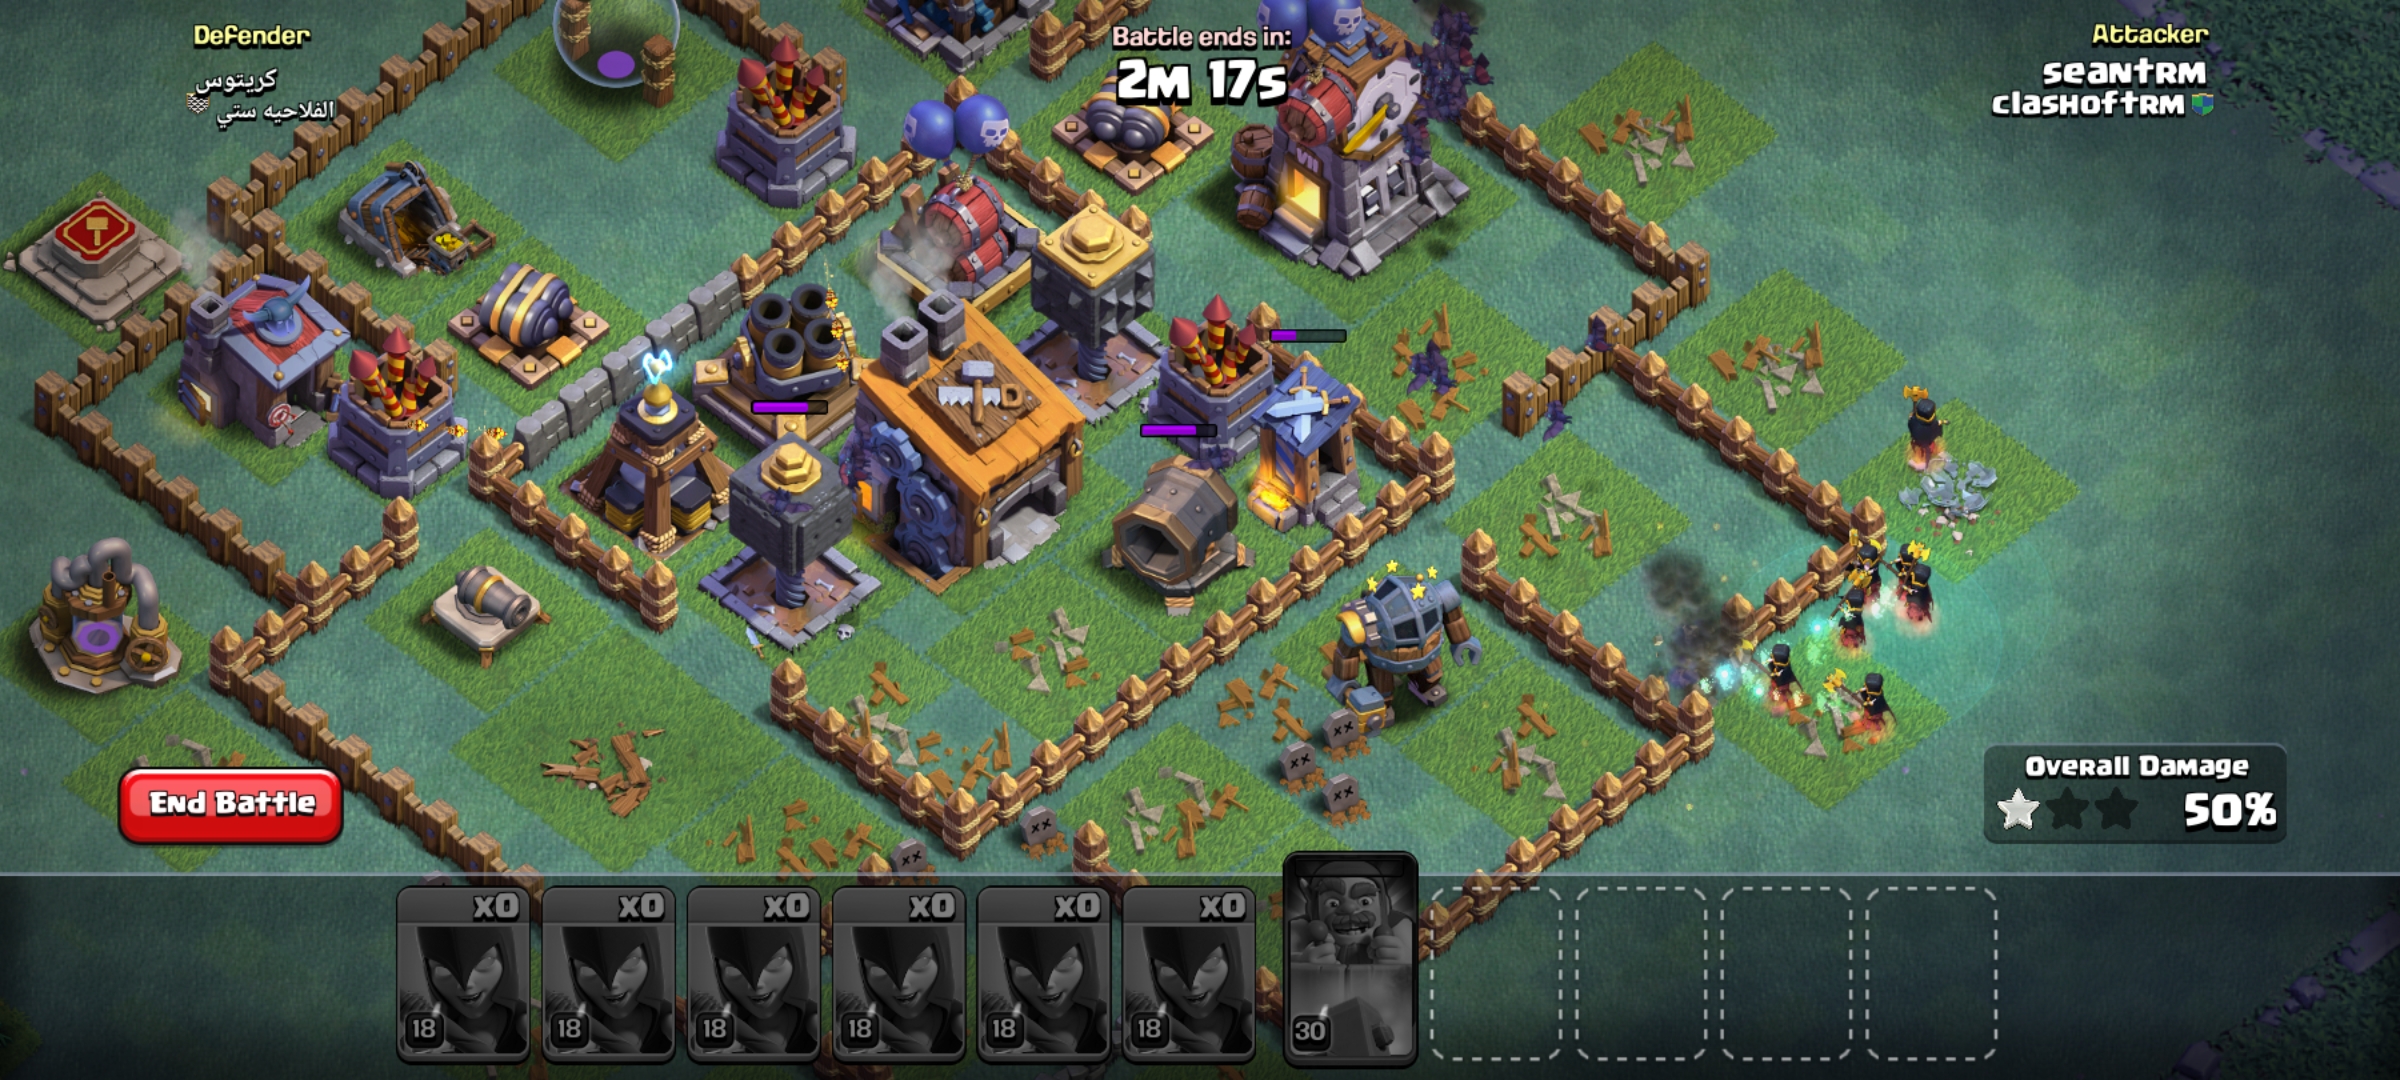 Defender
كريتوس
الفلاحيه ستي
Battle ends in:
2M 17s
Attacker
seantRM
clashoftRM
VII
End Battle
Overall Damage
50%
x0
x0
x0
x0
x0
x0
18
18
18
18
18
18
30